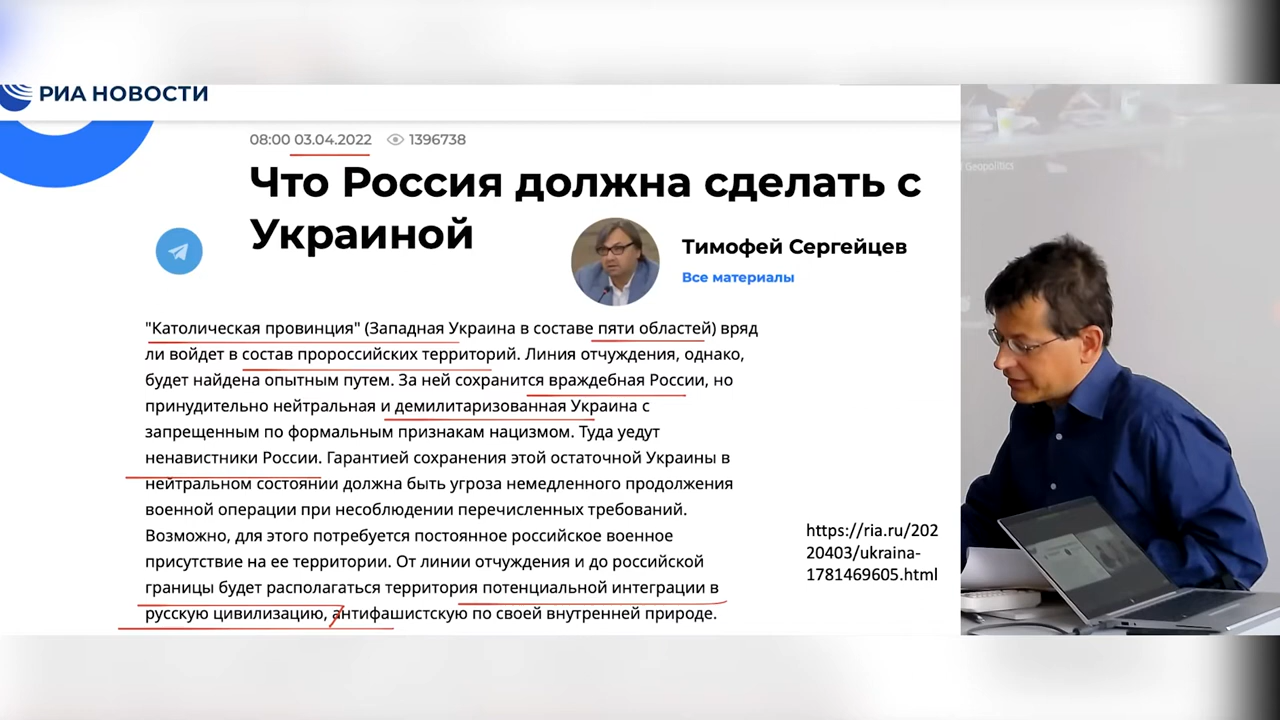 РИА НОВОСТИ
08:00 03.04.2022 1396738
Что Россия должна сделать с
Украиной
Тимофей Сергейцев
Все материалы
"Католическая провинция" (Западная Украина в составе пяти областей) вряд
ли войдет в состав пророссийских территорий. Линия отчуждения, однако,
будет найдена опытным путем. За ней сохранится враждебная России, но
принудительно нейтральная и демилитаризованная Украина с
запрещенным по формальным признакам нацизмом. Туда уедут
ненавистники России. Гарантией сохранения этой остаточной Украины в
нейтральном состоянии должна быть угроза немедленного продолжения
военной операции при несоблюдении перечисленных требований.
Возможно, для этого потребуется постоянное российское военное
присутствие на ее территории. От линии отчуждения и до российской
границы будет располагаться территория потенциальной интеграции в
русскую цивилизацию, антифашистскую по своей внутренней природе.
https://ria.ru/202
20403/ukraina-
1781469605.html
Geopolitics